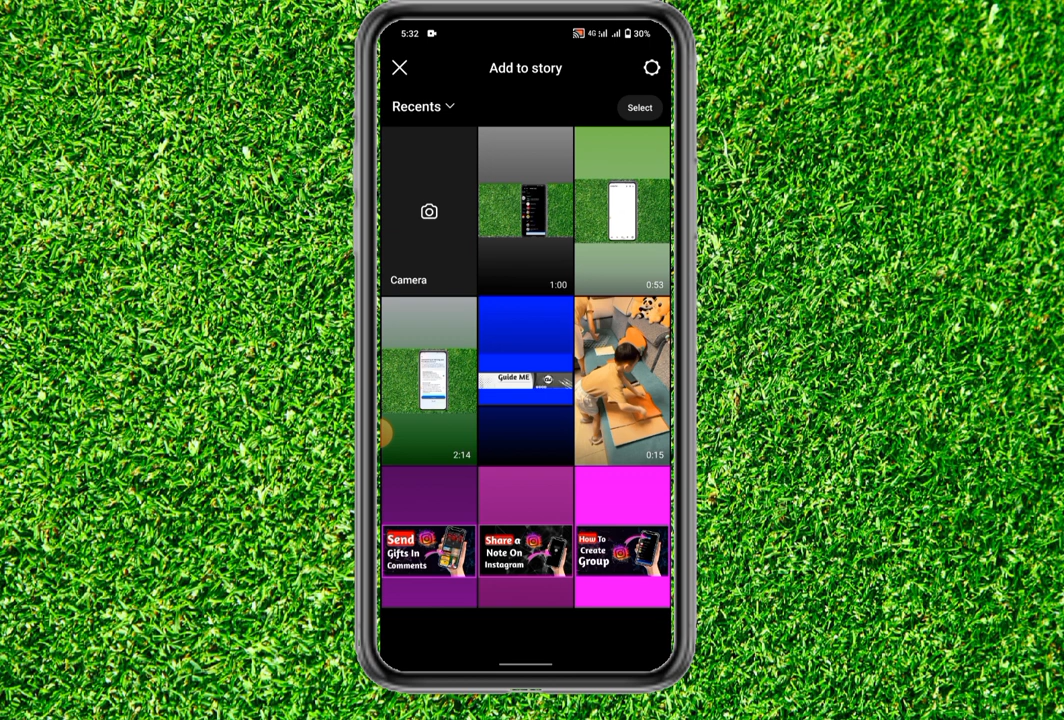 5:32
4G
30%
Add to story
Recents
Select
Camera
1:00
0:53
2:14
Guide ME
0:15
Send
Gifts In
Comments
Share a
Note On
Instagram
How To
Create
Group